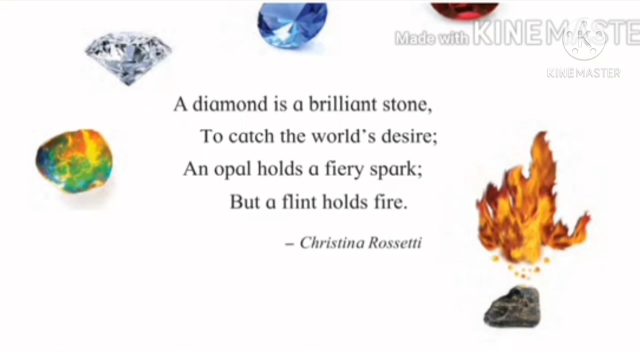 Made with KINEMASTER
KINEMASTER
A diamond is a brilliant stone,
To catch the world's desire;
An opal holds a fiery spark;
But a flint holds fire.
– Christina Rossetti